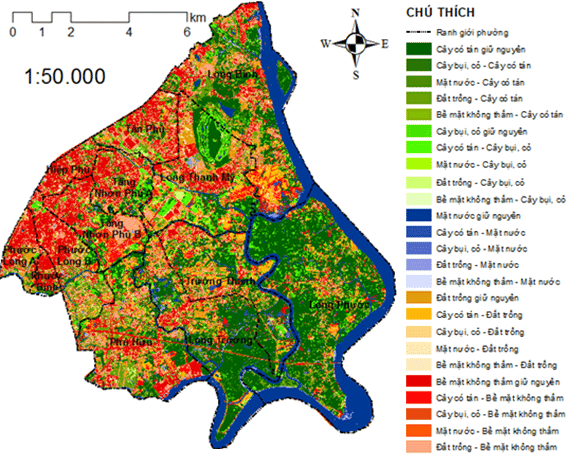 0 1 2 4 6
km
1:50.000
N
W E
S
Long Bình
Tân Phú
Hiệp Phú
Long Thạnh Mỹ
Tăng
Nhơn Phú A
Tăng
Nhơn Phú B
Phước
Long A
Phước
Long B
Phước
Bình
Trường Thạnh
Long Phước
Phú Hữu
Long Trường
CHÚ THÍCH
Ranh giới phường
Cây có tán giữ nguyên
Cây bụi, cỏ - Cây có tán
Mặt nước - Cây có tán
Đất trống - Cây có tán
Bề mặt không thấm - Cây có tán
Cây bụi, cỏ giữ nguyên
Cây có tán - Cây bụi, cỏ
Mặt nước - Cây bụi, cỏ
Đất trống - Cây bụi, cỏ
Bề mặt không thấm - Cây bụi, cỏ
Mặt nước giữ nguyên
Cây có tán - Mặt nước
Cây bụi, cỏ - Mặt nước
Đất trống - Mặt nước
Bề mặt không thấm - Mặt nước
Đất trống giữ nguyên
Cây có tán - Đất trống
Cây bụi, cỏ - Đất trống
Mặt nước - Đất trống
Bề mặt không thấm - Đất trống
Bề mặt không thấm giữ nguyên
Cây có tán - Bề mặt không thấm
Cây bụi, cỏ - Bề mặt không thấm
Mặt nước - Bề mặt không thấm
Đất trống - Bề mặt không thấm